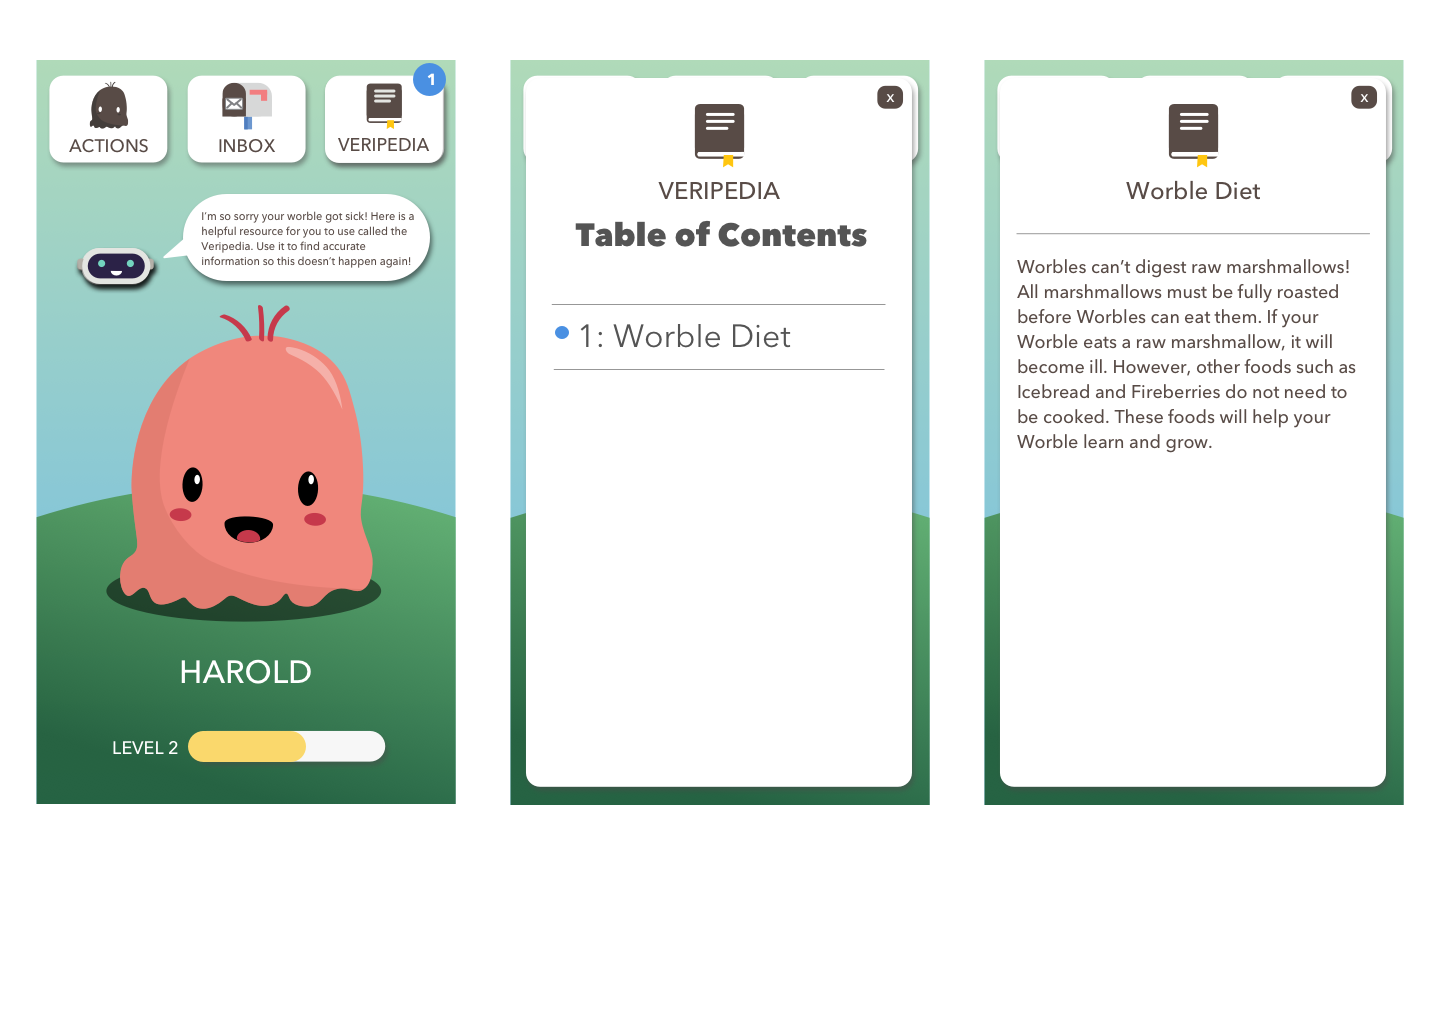 ACTIONS
INBOX
VERIPEDIA
1
I'm so sorry your worble got sick! Here is a
helpful resource for you to use called the
Veripedia. Use it to find accurate
information so this doesn't happen again!
HAROLD
LEVEL 2
x
VERIPEDIA
Table of Contents
1: Worble Diet
x
Worble Diet
Worbles can't digest raw marshmallows!
All marshmallows must be fully roasted
before Worbles can eat them. If your
Worble eats a raw marshmallow, it will
become ill. However, other foods such as
Icebread and Fireberries do not need to
be cooked. These foods will help your
Worble learn and grow.